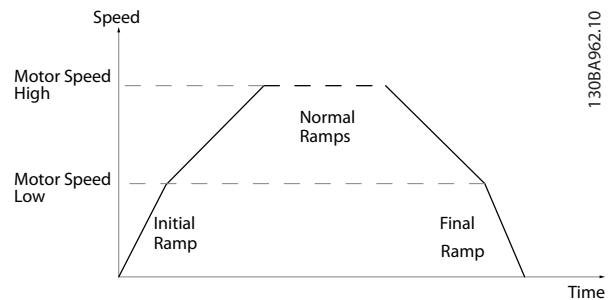 Speed
130BA962.10
Motor Speed
High
Normal
Ramps
Motor Speed
Low
Initial
Ramp
Final
Ramp
Time